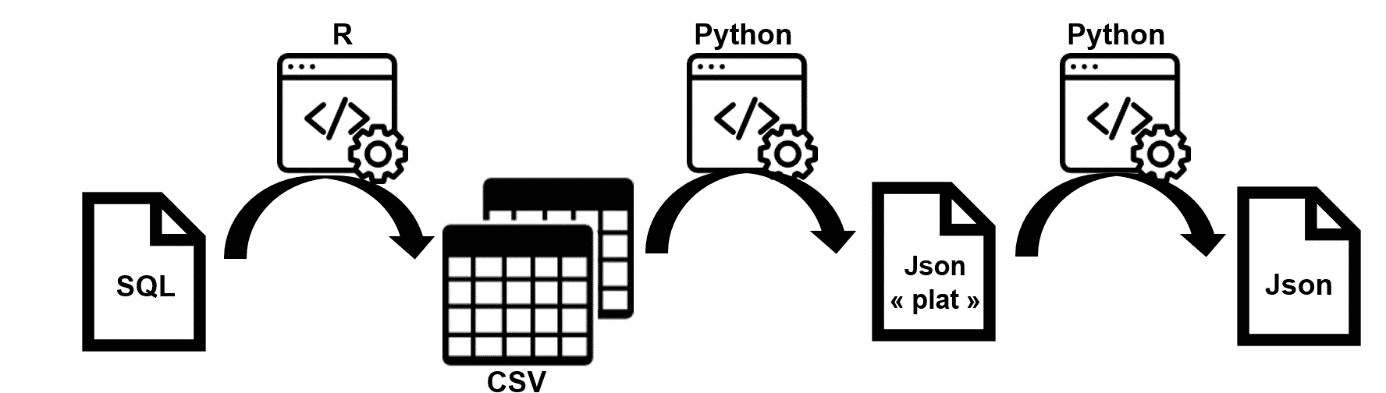 R
Python
Python
</>
</>
</>
SQL
CSV
Json
« plat »
Json